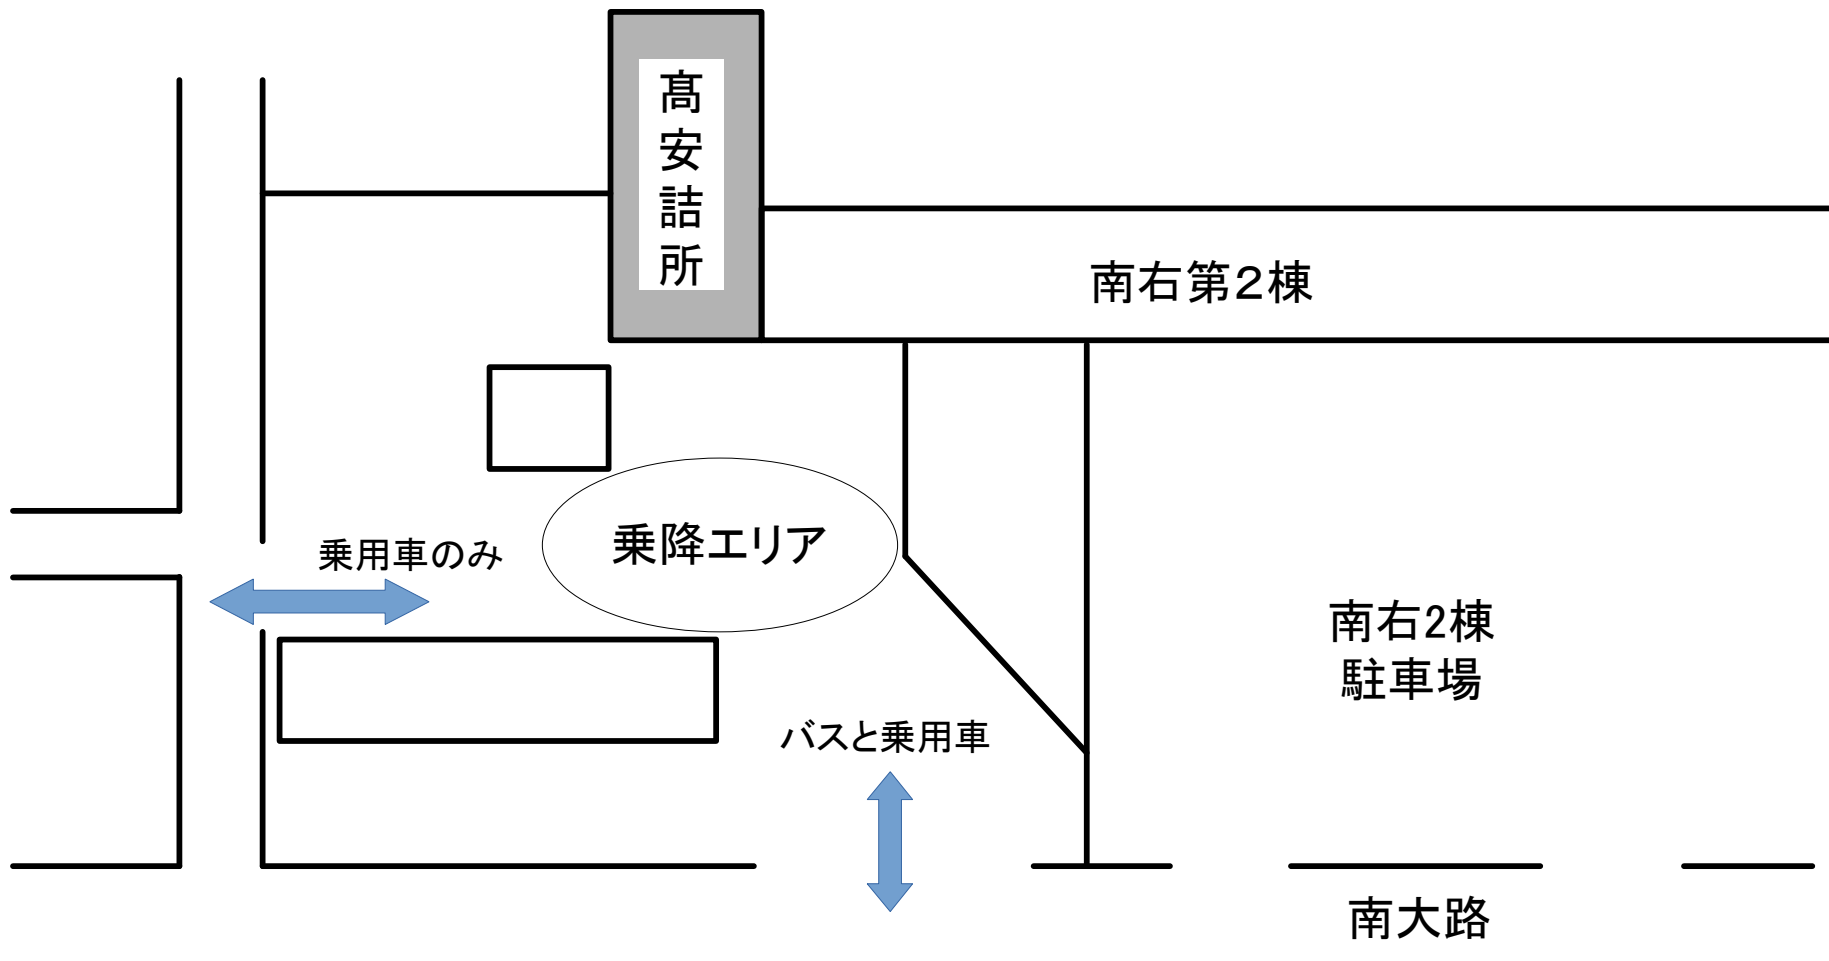 髙安詰所
南右第２棟
乗降エリア
乗用車のみ
南右2棟
駐車場
バスと乗用車
南大路